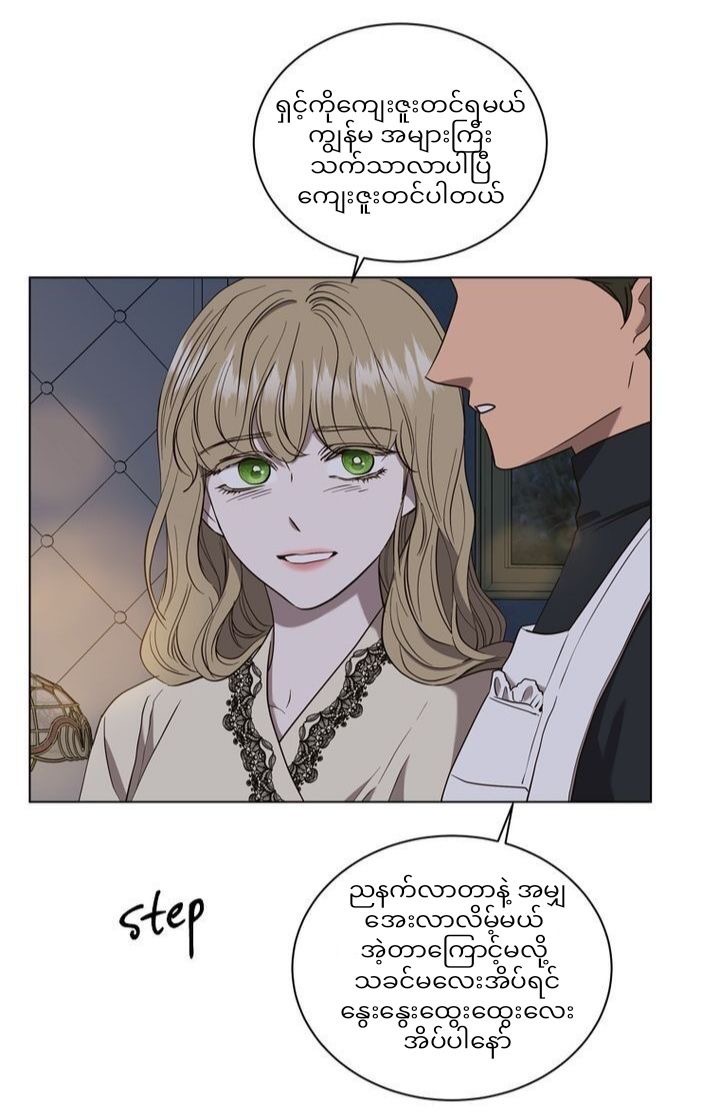 ရှင့်ကိုကျေးဇူးတင်ရမယ်
ကျွန်မ အများကြီး
သက်သာလာပါပြီ
ကျေးဇူးတင်ပါတယ်
step
ညနက်လာတာနဲ့ အမျှ
အေးလာလိမ့်မယ်
အဲ့တာကြောင့်မလို့
သခင်မလေးအိပ်ရင်
နွေးနွေးထွေးထွေးလေး
အိပ်ပါနော်